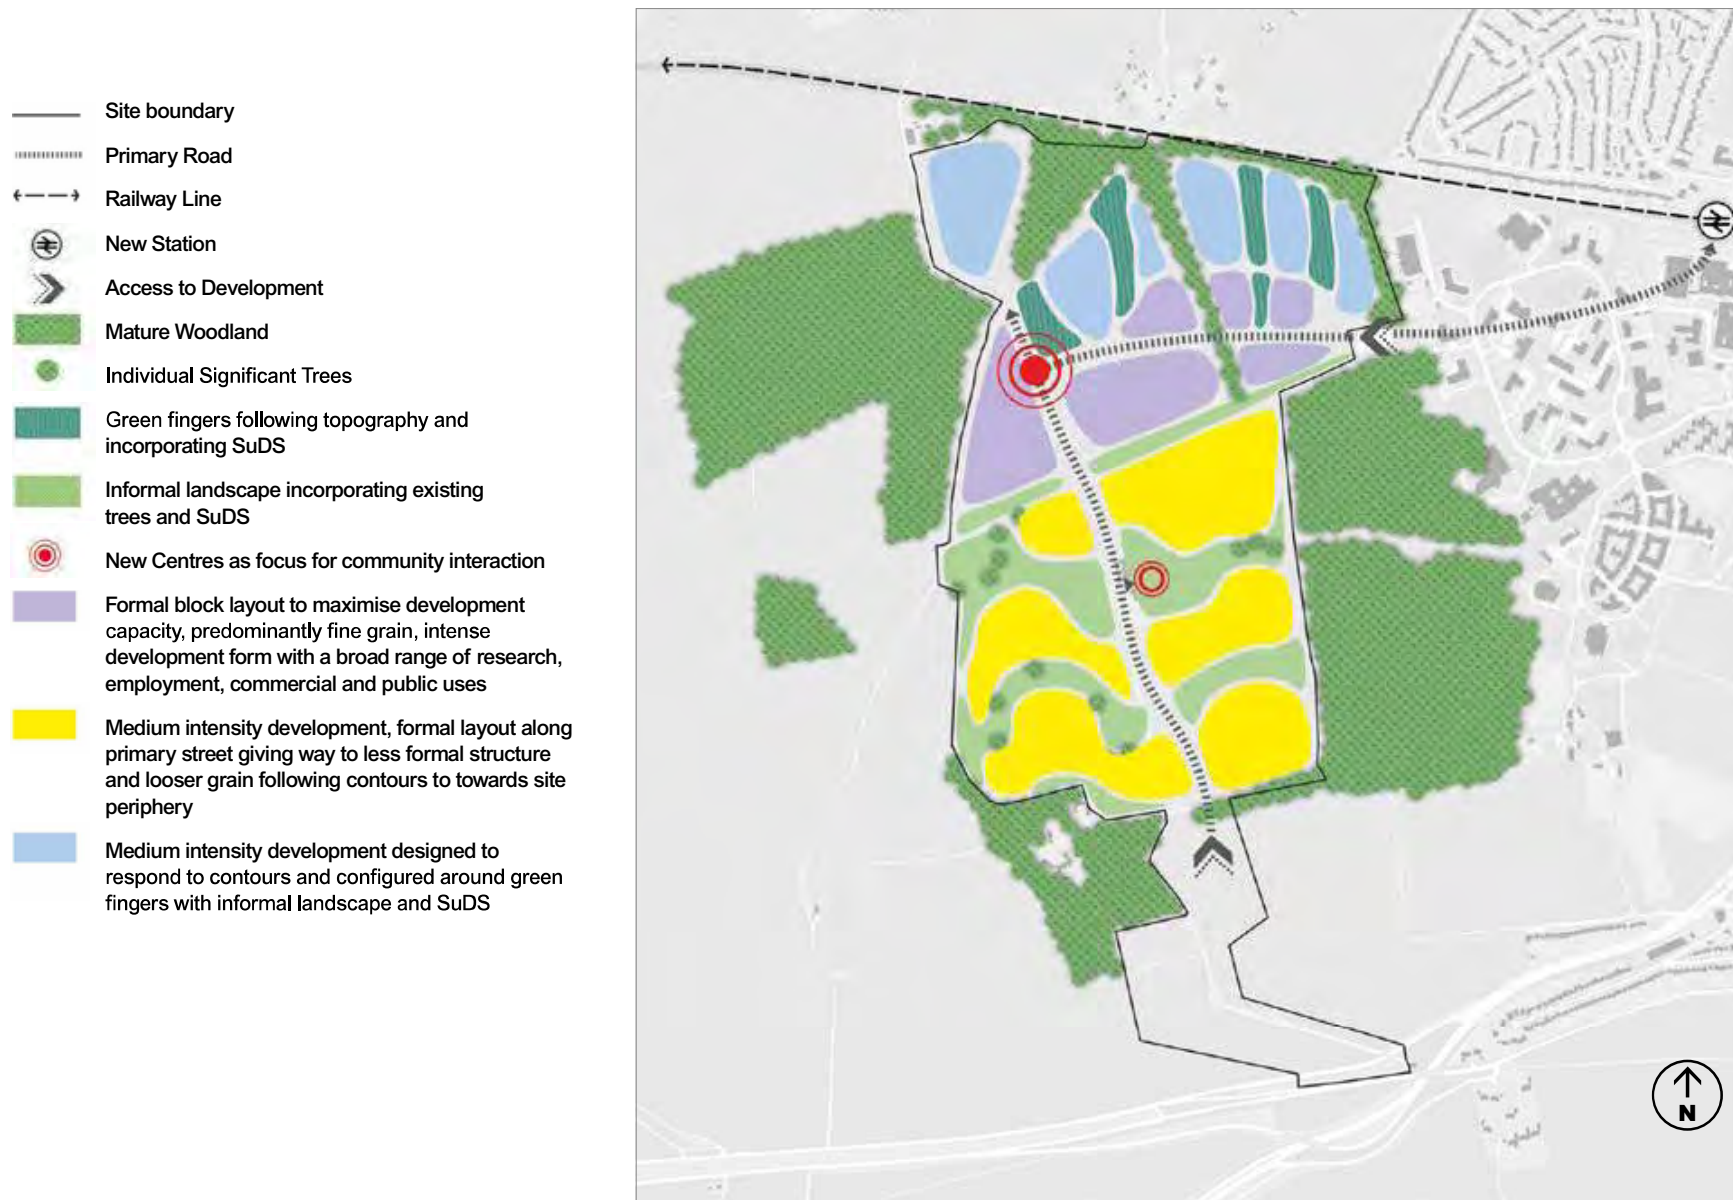 Site boundary
Primary Road
Railway Line
New Station
Access to Development
Mature Woodland
Individual Significant Trees
Green fingers following topography and
incorporating SuDS
Informal landscape incorporating existing
trees and SuDS
New Centres as focus for community interaction
Formal block layout to maximise development
capacity, predominantly fine grain, intense
development form with a broad range of research,
employment, commercial and public uses
Medium intensity development, formal layout along
primary street giving way to less formal structure
and looser grain following contours to towards site
periphery
Medium intensity development designed to
respond to contours and configured around green
fingers with informal landscape and SuDS
N